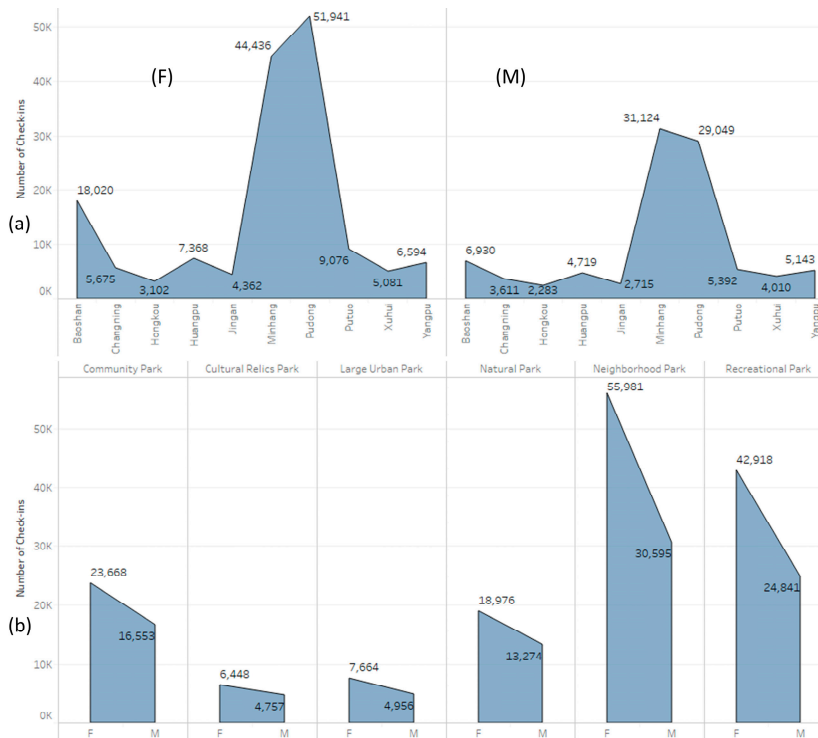 50K
40K
30K
20K
10K
0K
Number of Check-ins
(a)
(F)
18,020
5,675
3,102
7,368
4,362
44,436
51,941
9,076
5,081
6,594
Baoshan
Changning
Hongkou
Huangpu
Jingan
Minhang
Pudong
Putuo
Xuhui
Yangpu
(M)
6,930
3,611
2,283
4,719
2,715
31,124
29,049
5,392
4,010
5,143
Baoshan
Changning
Hongkou
Huangpu
Jingan
Minhang
Pudong
Putuo
Xuhui
Yangpu
Community Park Cultural Relics Park Large Urban Park Natural Park Neighborhood Park Recreational Park
50K
40K
30K
20K
10K
0K
Number of Check-ins
(b)
23,668
16,553
6,448
4,757
7,664
4,956
18,976
13,274
55,981
30,595
42,918
24,841
F M F M F M F M F M F M